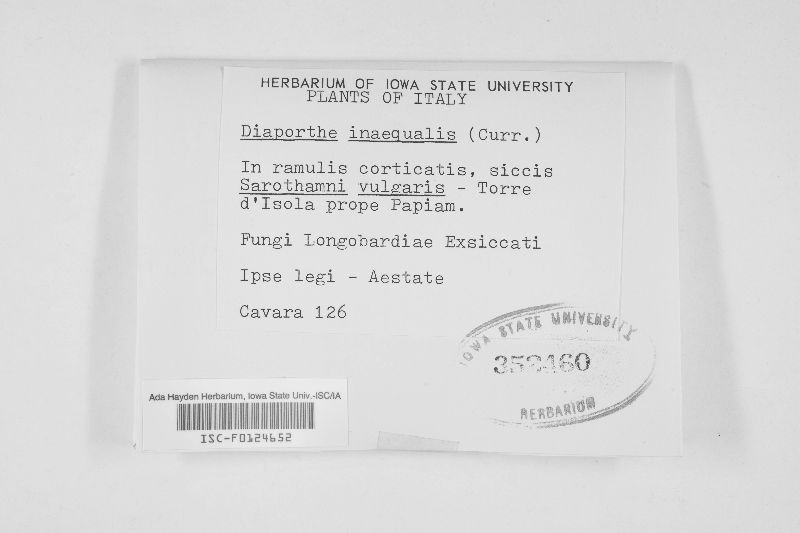 HERBARIUM OF IOWA STATE UNIVERSITY
PLANTS OF ITALY
Diaporthe inaequalis (Curr.)
In ramulis corticatis, siccis
Sarothamni vulgaris - Torre
d'Isola prope Papiam.
Fungi Longobardiae Exsiccati
Ipse legi - Aestate
Cavara 126
IOWA STATE UNIVERSITY
352460
HERBARIUM
Ada Hayden Herbarium, Iowa State Univ.-ISC/IA
ISC-F0124652